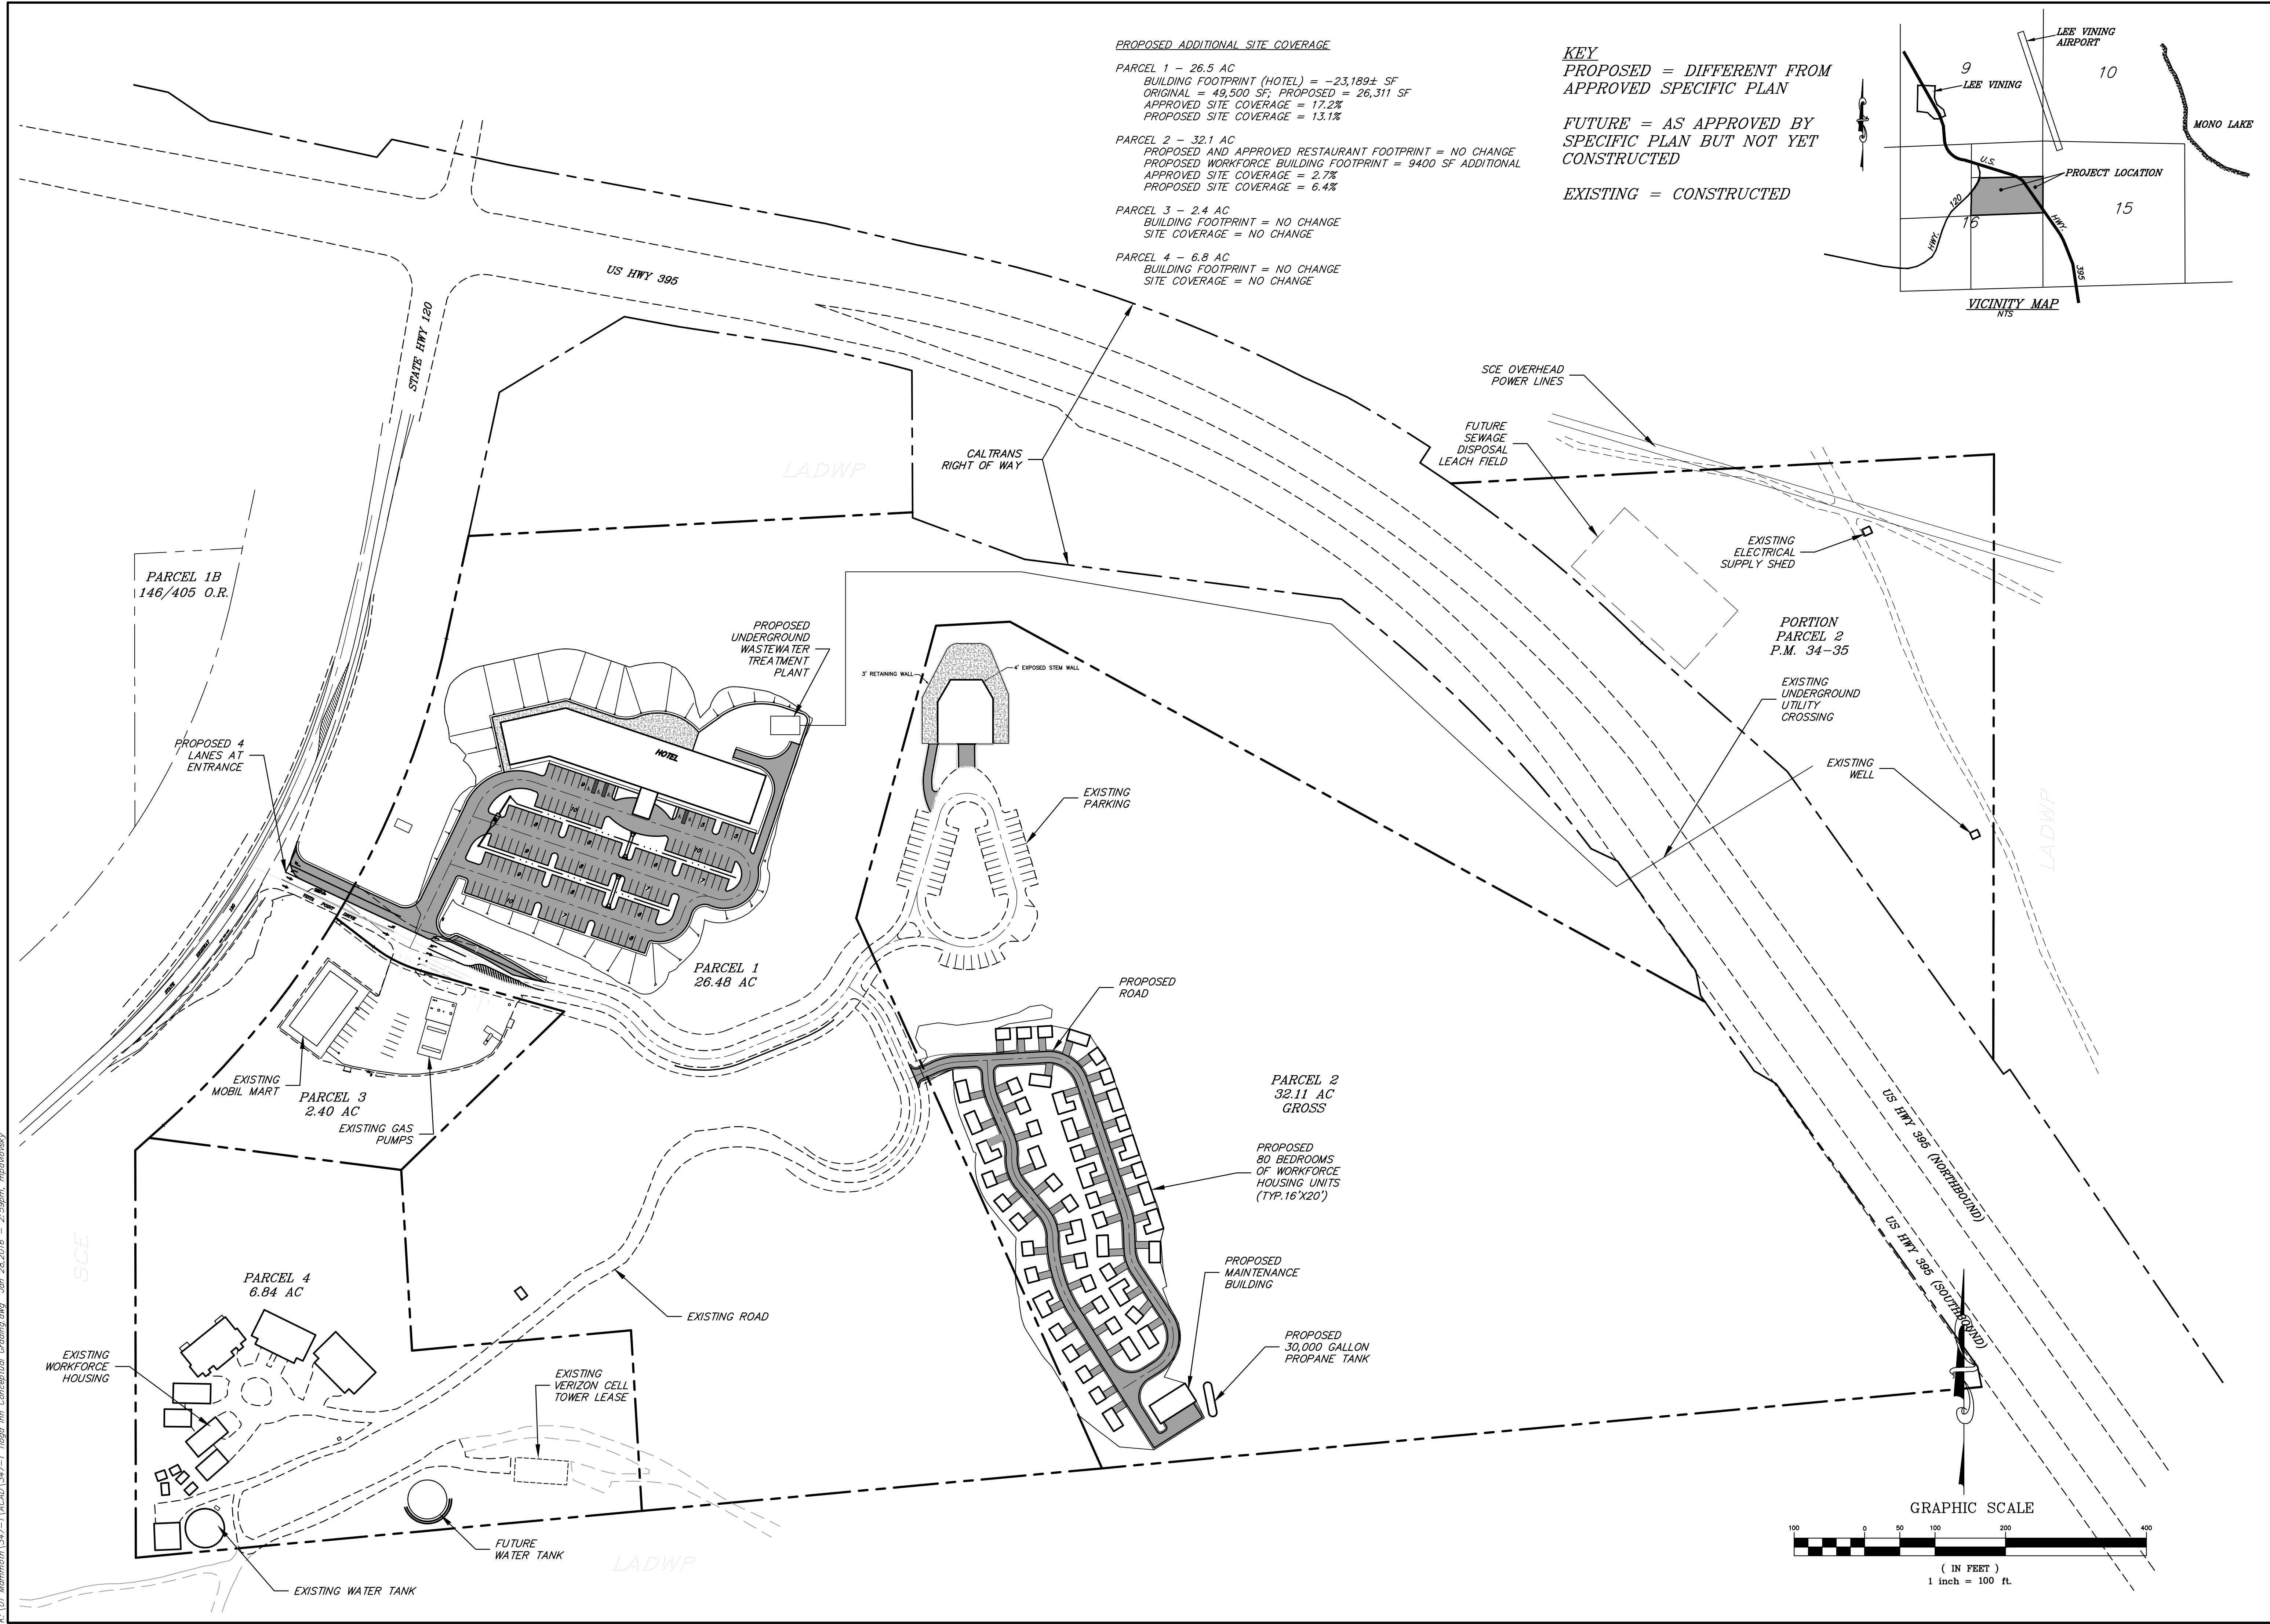 PROPOSED ADDITIONAL SITE COVERAGE
PARCEL 1 - 26.5 AC
BUILDING FOOTPRINT (HOTEL) = -23,189± SF
ORIGINAL = 49,500 SF; PROPOSED = 26,311 SF
APPROVED SITE COVERAGE = 17.2%
PROPOSED SITE COVERAGE = 13.1%
PARCEL 2 - 32.1 AC
PROPOSED AND APPROVED RESTAURANT FOOTPRINT = NO CHANGE
PROPOSED WORKFORCE BUILDING FOOTPRINT = 9400 SF ADDITIONAL
APPROVED SITE COVERAGE = 2.7%
PROPOSED SITE COVERAGE = 6.4%
PARCEL 3 - 2.4 AC
BUILDING FOOTPRINT = NO CHANGE
SITE COVERAGE = NO CHANGE
PARCEL 4 - 6.8 AC
BUILDING FOOTPRINT = NO CHANGE
SITE COVERAGE = NO CHANGE
KEY
PROPOSED = DIFFERENT FROM
APPROVED SPECIFIC PLAN
FUTURE = AS APPROVED BY
SPECIFIC PLAN BUT NOT YET
CONSTRUCTED
EXISTING = CONSTRUCTED
LEE VINING
AIRPORT
9
10
LEE VINING
MONO LAKE
U.S.
PROJECT LOCATION
120
16
15
HWY.
HWY.
395
VICINITY MAP
NTS
US HWY 395
STATE HWY 120
SCE OVERHEAD
POWER LINES
FUTURE
SEWAGE
DISPOSAL
LEACH FIELD
CALTRANS
RIGHT OF WAY
LADWP
EXISTING
ELECTRICAL
SUPPLY SHED
PARCEL 1B
146/405 O.R.
PROPOSED
UNDERGROUND
WASTEWATER
TREATMENT
PLANT
3' RETAINING WALL
4' EXPOSED STEM WALL
PORTION
PARCEL 2
P.M. 34-35
EXISTING
UNDERGROUND
UTILITY
CROSSING
PROPOSED 4
LANES AT
ENTRANCE
HOTEL
EXISTING
PARKING
EXISTING
WELL
LADWP
PARCEL 1
26.48 AC
PROPOSED
ROAD
EXISTING
MOBIL MART
PARCEL 3
2.40 AC
EXISTING GAS
PUMPS
PARCEL 2
32.11 AC
GROSS
US HWY 395 (NORTHBOUND)
US HWY 395 (SOUTHBOUND)
PROPOSED
80 BEDROOMS
OF WORKFORCE
HOUSING UNITS
(TYP.16'X20')
SCE
PROPOSED
MAINTENANCE
BUILDING
PARCEL 4
6.84 AC
EXISTING ROAD
PROPOSED
30,000 GALLON
PROPANE TANK
EXISTING
WORKFORCE
HOUSING
EXISTING
VERIZON CELL
TOWER LEASE
FUTURE
WATER TANK
LADWP
EXISTING WATER TANK
GRAPHIC SCALE
100 0 50 100 200 400
( IN FEET )
1 inch = 100 ft.